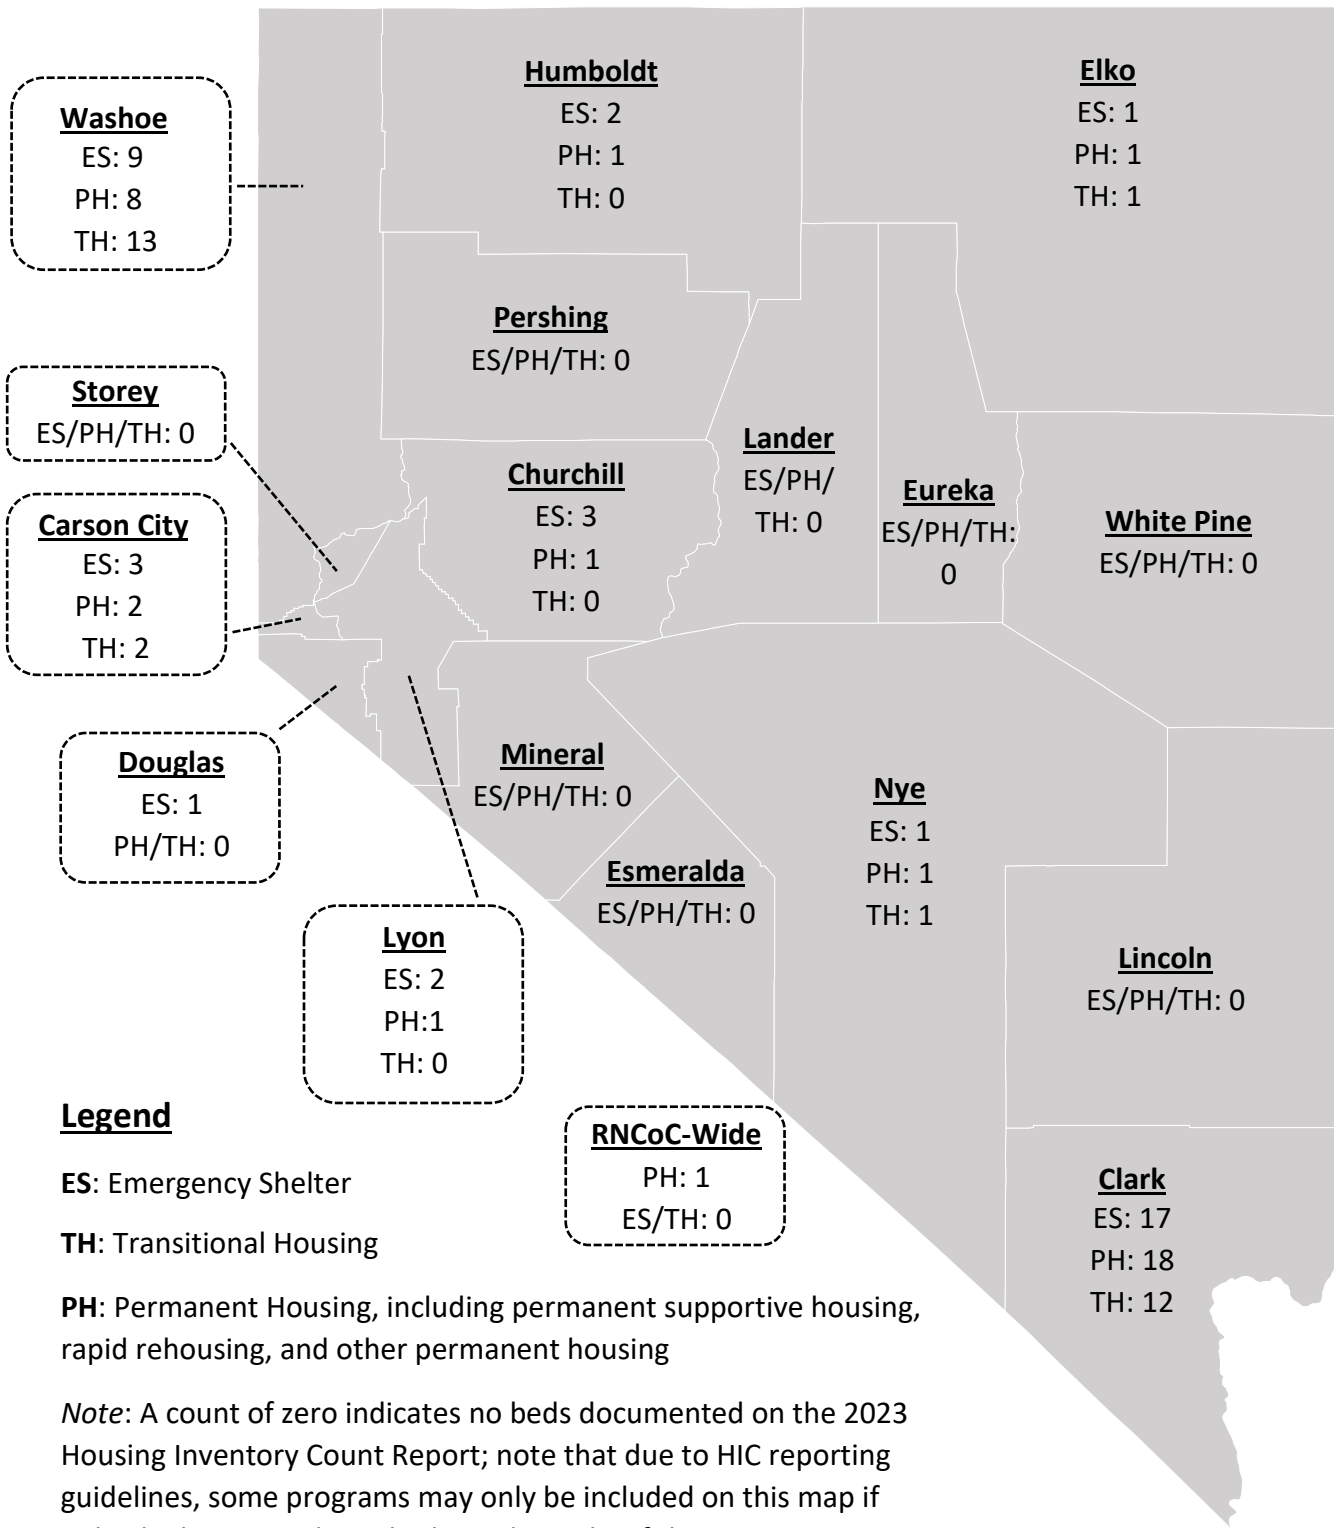 Humboldt
ES: 2
PH: 1
TH: 0
Elko
ES: 1
PH: 1
TH: 1
Washoe
ES: 9
PH: 8
TH: 13
Pershing
ES/PH/TH: 0
Storey
ES/PH/TH: 0
Lander
ES/PH/
TH: 0
Churchill
ES: 3
PH: 1
TH: 0
Eureka
ES/PH/TH:
0
White Pine
ES/PH/TH: 0
Carson City
ES: 3
PH: 2
TH: 2
Douglas
ES: 1
PH/TH: 0
Mineral
ES/PH/TH: 0
Nye
ES: 1
PH: 1
TH: 1
Esmeralda
ES/PH/TH: 0
Lyon
ES: 2
PH:1
TH: 0
Lincoln
ES/PH/TH: 0
RNCoC-Wide
PH: 1
ES/TH: 0
Clark
ES: 17
PH: 18
TH: 12
Legend
ES: Emergency Shelter
TH: Transitional Housing
PH: Permanent Housing, including permanent supportive housing,
rapid rehousing, and other permanent housing
Note: A count of zero indicates no beds documented on the 2023
Housing Inventory Count Report; note that due to HIC reporting
guidelines, some programs may only be included on this map if